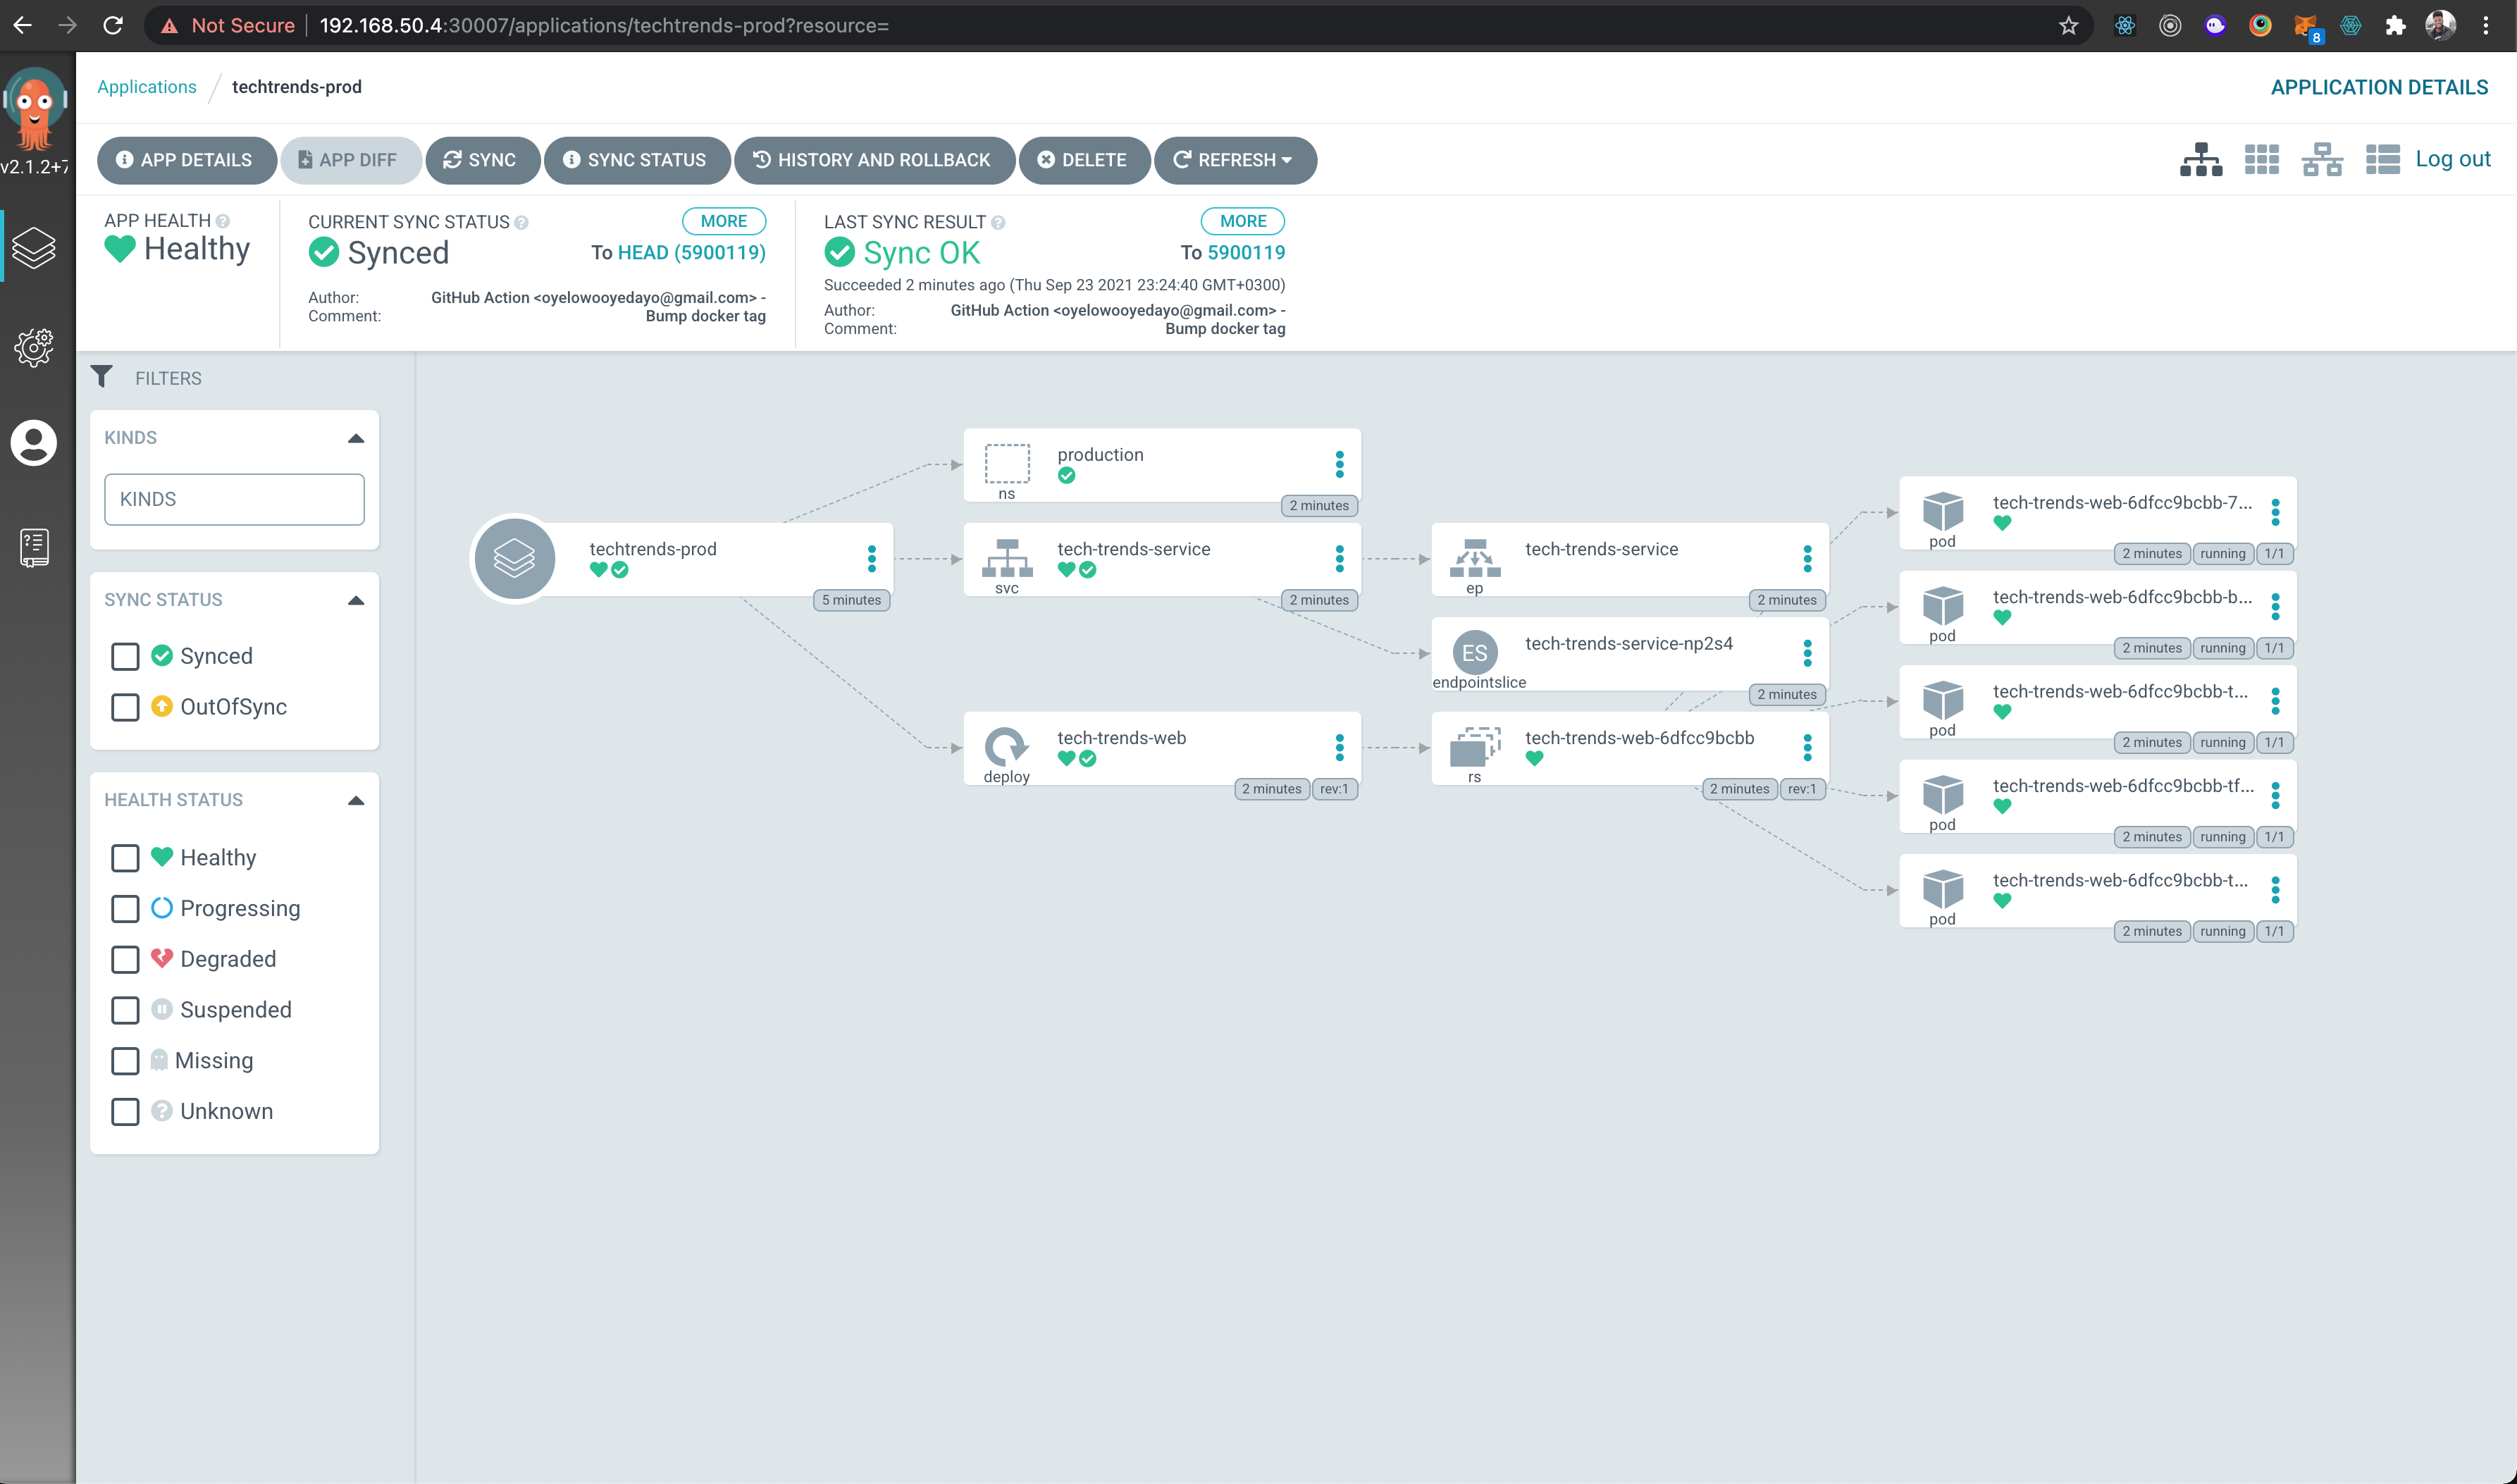 Not Secure | 192.168.50.4:30007/applications/techtrends-prod?resource=
8
v2.1.2+7
Applications / techtrends-prod
APPLICATION DETAILS
APP DETAILS
APP DIFF
SYNC
SYNC STATUS
HISTORY AND ROLLBACK
DELETE
REFRESH
Log out
APP HEALTH
Healthy
CURRENT SYNC STATUS
MORE
Synced
To HEAD (5900119)
Author: GitHub Action <oyelowooyedayo@gmail.com> -
Comment: Bump docker tag
LAST SYNC RESULT
MORE
Sync OK
To 5900119
Succeeded 2 minutes ago (Thu Sep 23 2021 23:24:40 GMT+0300)
Author: GitHub Action <oyelowooyedayo@gmail.com> -
Comment: Bump docker tag
FILTERS
KINDS
KINDS
SYNC STATUS
Synced
OutOfSync
HEALTH STATUS
Healthy
Progressing
Degraded
Suspended
Missing
Unknown
techtrends-prod
5 minutes
production
ns
2 minutes
tech-trends-service
svc
2 minutes
tech-trends-web
deploy
2 minutes rev:1
tech-trends-service
ep
2 minutes
ES
tech-trends-service-np2s4
endpointslice
2 minutes
tech-trends-web-6dfcc9bcbb
rs
2 minutes rev:1
tech-trends-web-6dfcc9bcbb-7...
pod
2 minutes running 1/1
tech-trends-web-6dfcc9bcbb-b...
pod
2 minutes running 1/1
tech-trends-web-6dfcc9bcbb-t...
pod
2 minutes running 1/1
tech-trends-web-6dfcc9bcbb-tf...
pod
2 minutes running 1/1
tech-trends-web-6dfcc9bcbb-t...
pod
2 minutes running 1/1